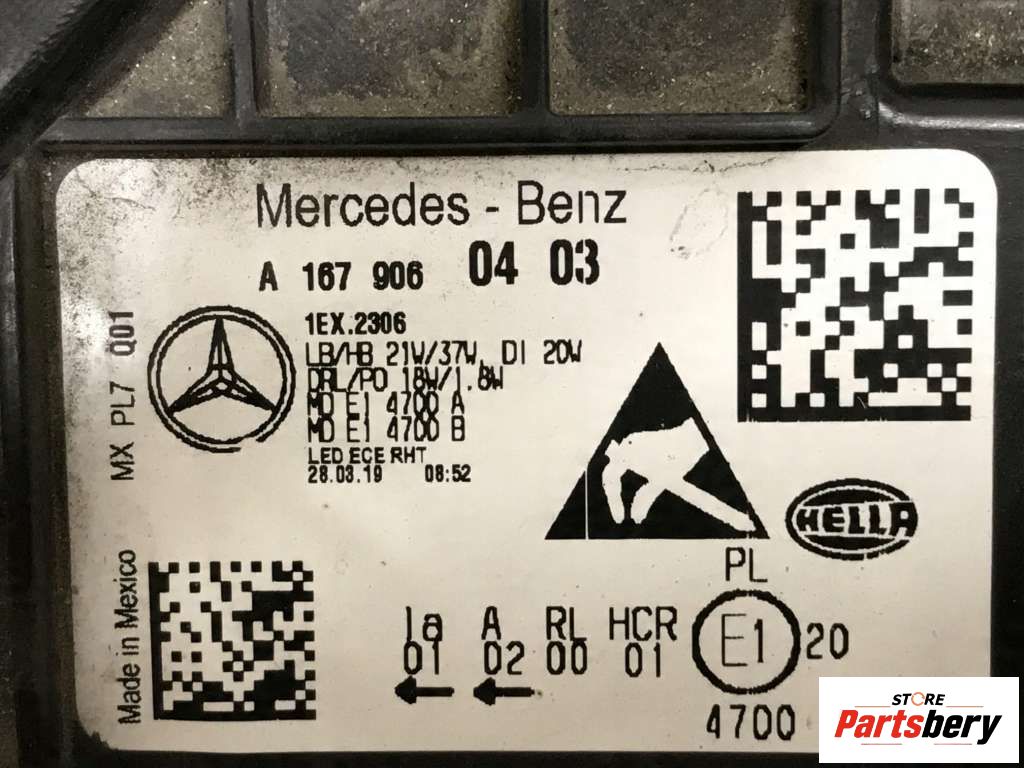 Mercedes - Benz
A 167 906 04 03
1EX.2306
LB/HB 21W/37W, DI 20W
DRL/PO 18W/1.8W
MD E1 4700 A
MD E1 4700 B
LED ECE RHT
28.03.19 08:52
MX PL7 Q01
Made in Mexico
HELLA
PL
1a A RL HCR
01 02 00 01
E1 20
4700
STORE
Partsbery